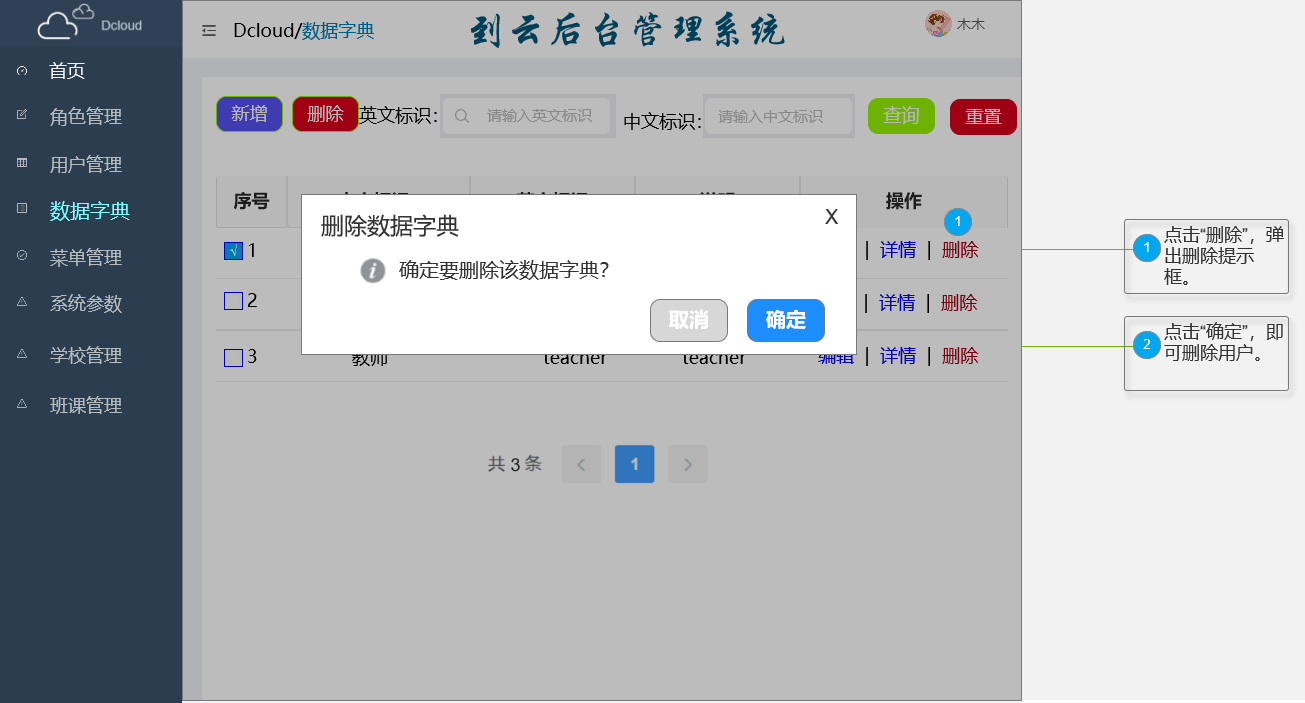 Dcloud
首页
角色管理
用户管理
数据字典
菜单管理
系统参数
学校管理
班课管理
Dcloud/数据字典
到云后台管理系统
木木
新增 删除 英文标识: 请输入英文标识 中文标识: 请输入中文标识 查询 重置
序号 操作
1
√ 1 | 详情 | 删除
2 | 详情 | 删除
3 教师 teacher teacher 编辑 | 详情 | 删除
删除数据字典 X
i 确定要删除该数据字典?
取消 确定
共 3 条 < 1 >
1 点击“删除”，弹
出删除提示
框。
2 点击“确定”，即
可删除用户。